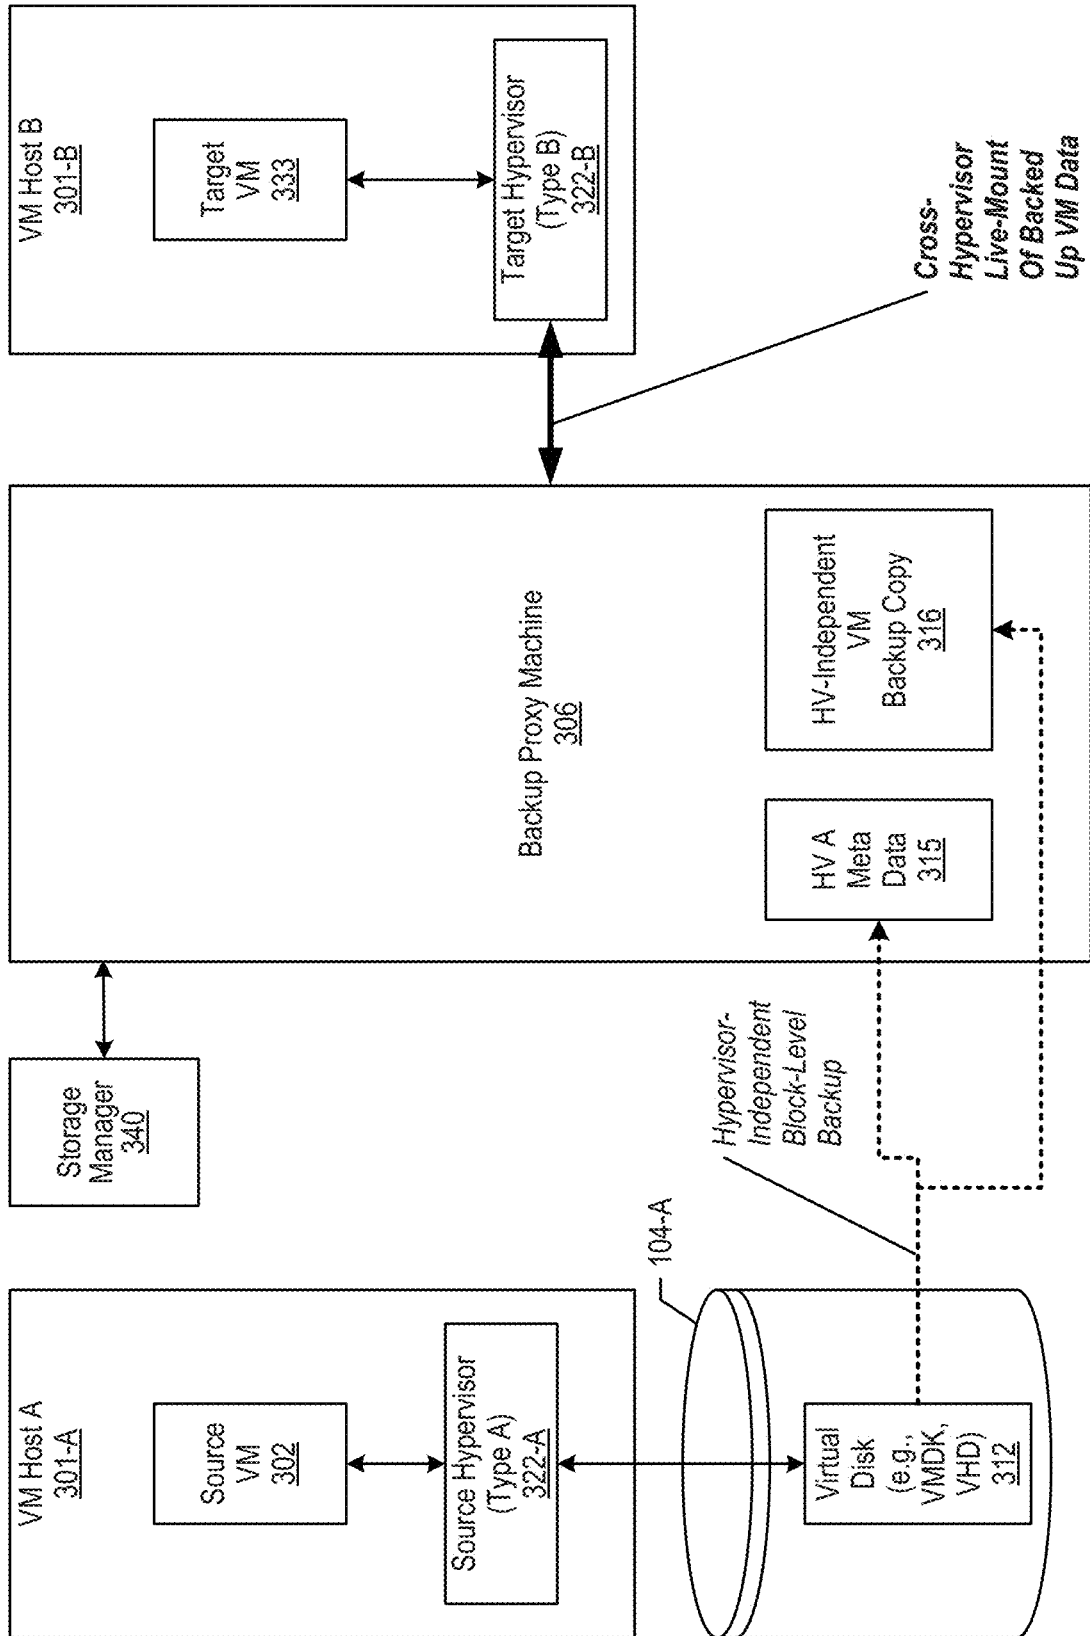 VM Host A
301-A
Source
VM
302
Source Hypervisor
(Type A)
322-A
104-A
Virtual
Disk
(e.g.,
VMDK,
VHD)
312
Storage
Manager
340
Hypervisor-
Independent
Block-Level
Backup
Backup Proxy Machine
306
HV A
Meta
Data
315
HV-Independent
VM
Backup Copy
316
VM Host B
301-B
Target
VM
333
Target Hypervisor
(Type B)
322-B
Cross-
Hypervisor
Live-Mount
Of Backed
Up VM Data